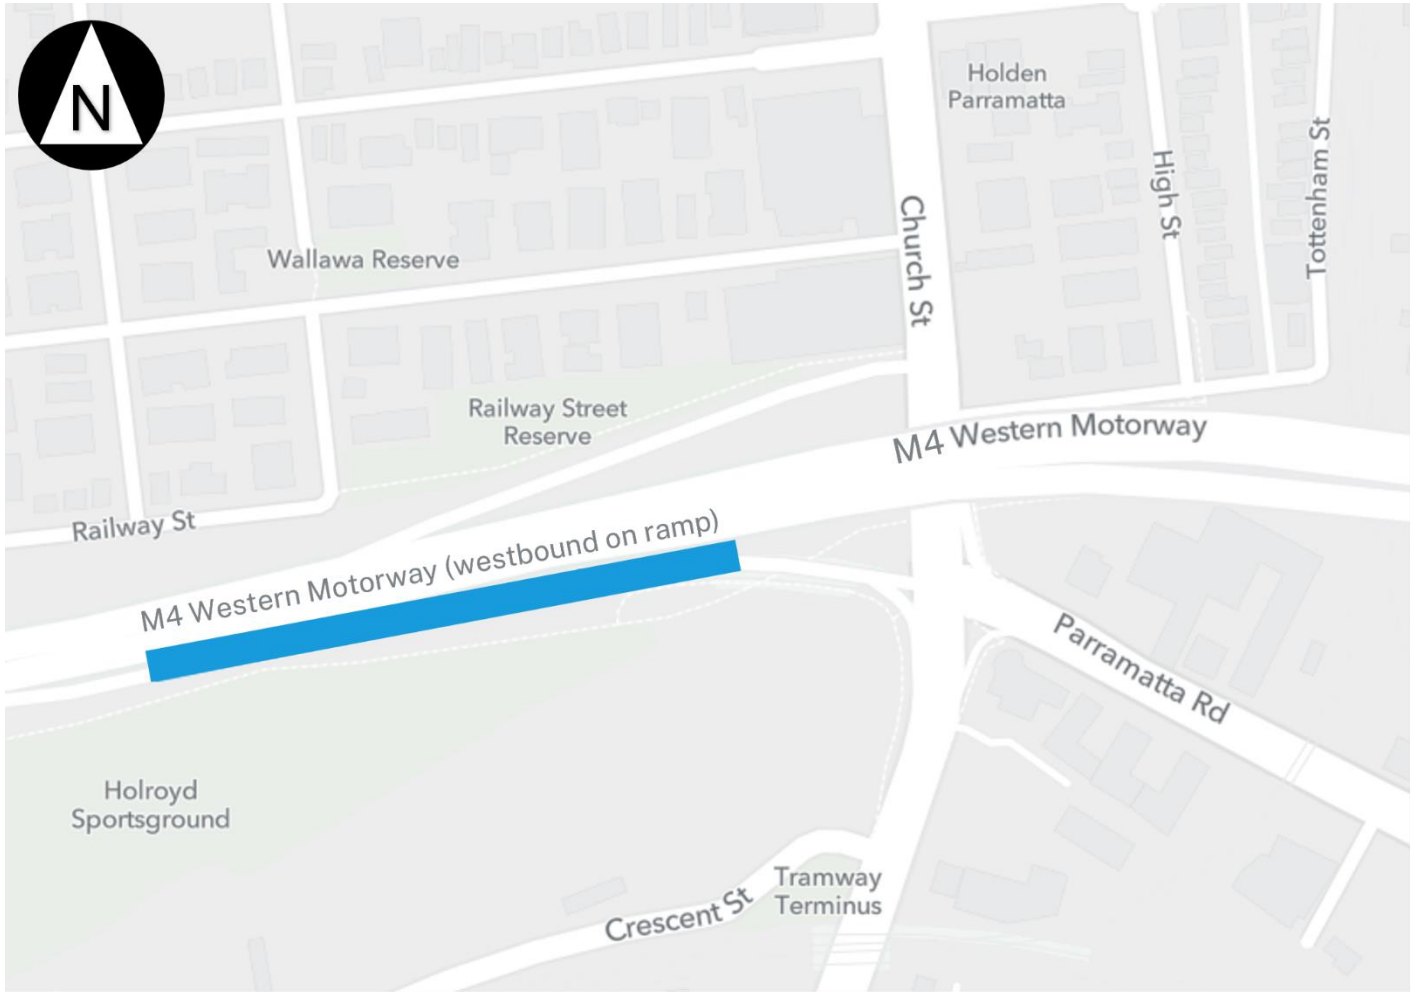 N
Holden
Parramatta
High St
Tottenham St
Church St
Wallawa Reserve
Railway Street
Reserve
M4 Western Motorway
Railway St
M4 Western Motorway (westbound on ramp)
Parramatta Rd
Holroyd
Sportsground
Tramway
Terminus
Crescent St